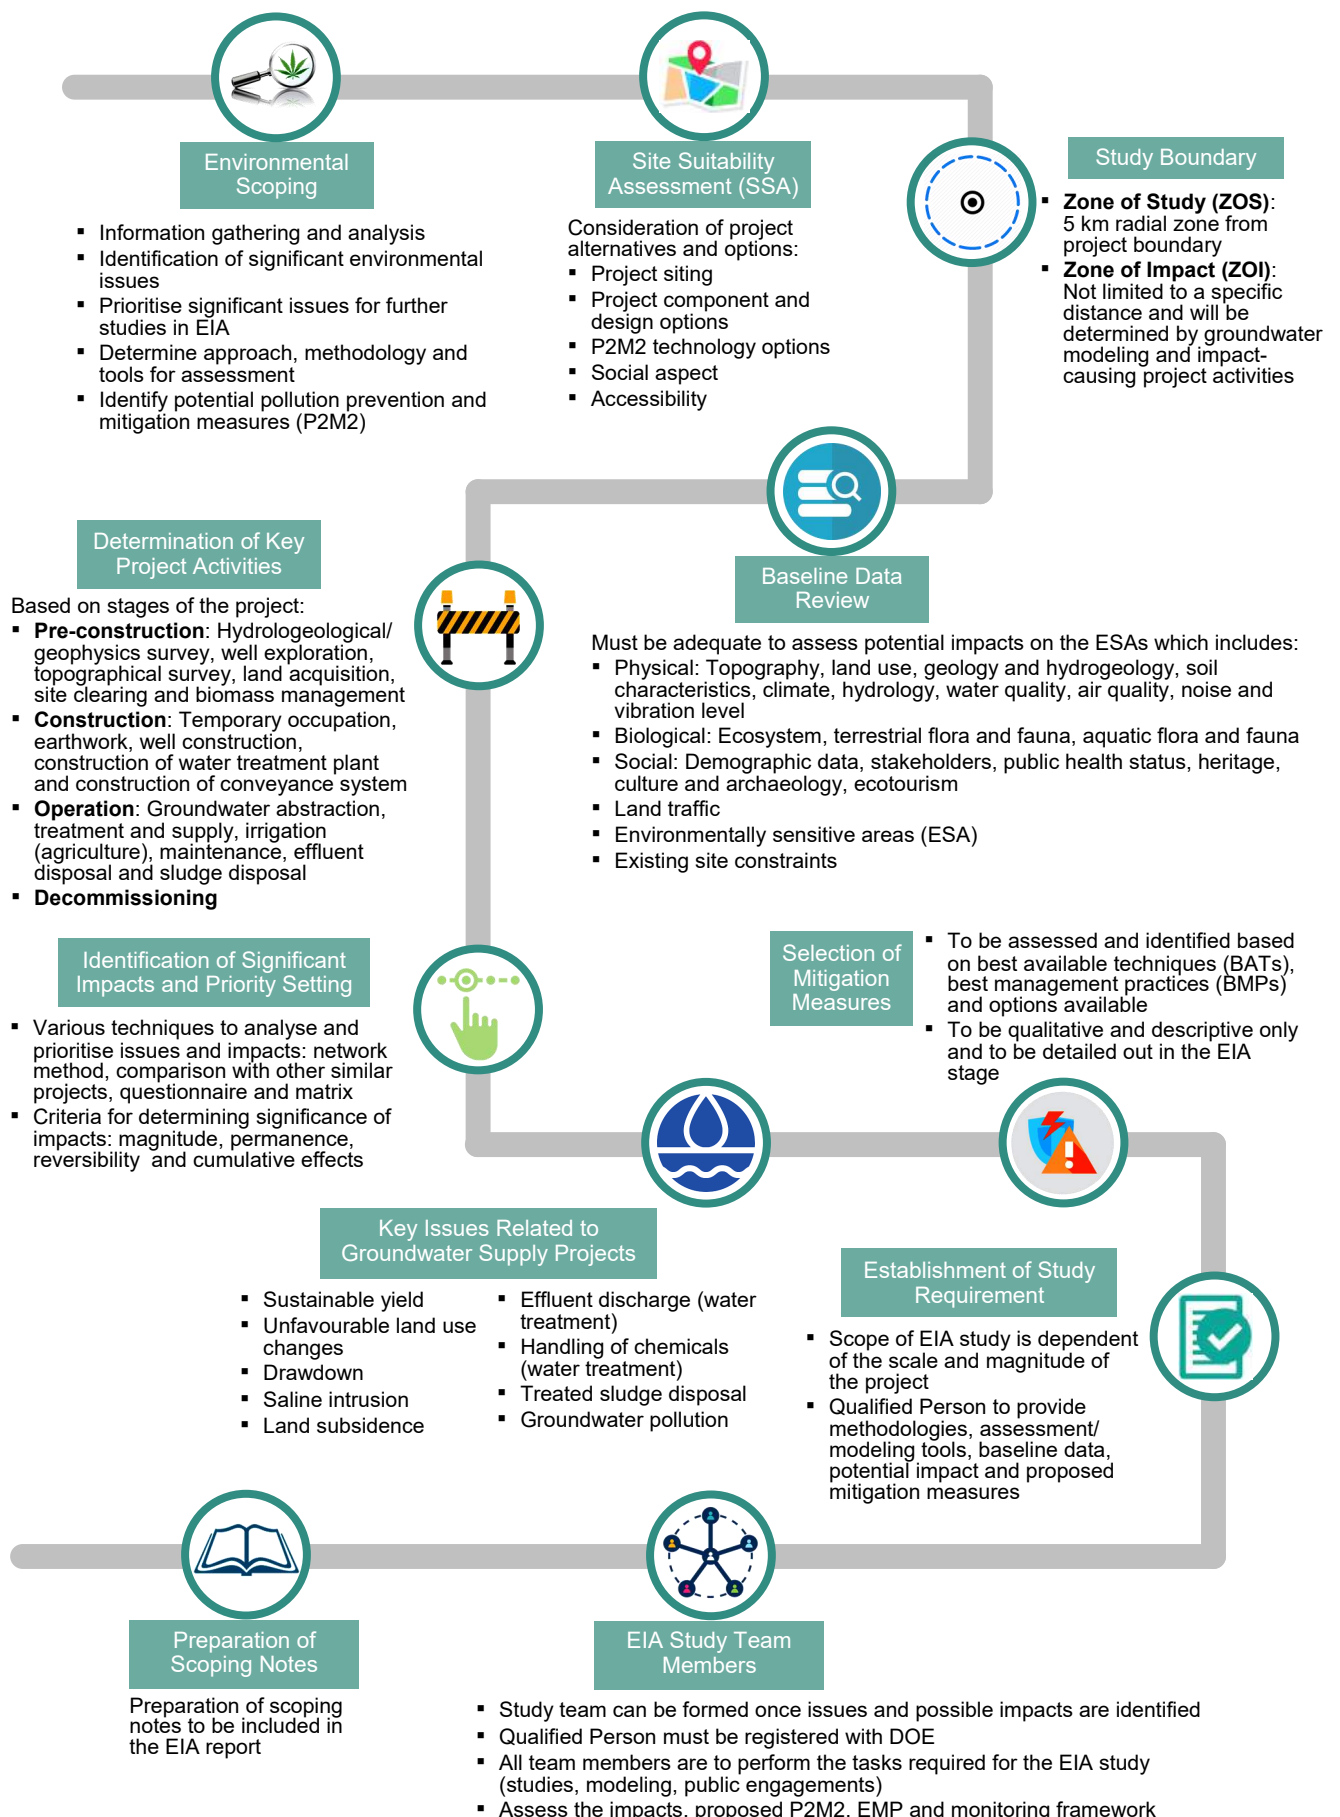 Environmental
Scoping
▪ Information gathering and analysis
▪ Identification of significant environmental
issues
▪ Prioritise significant issues for further
studies in EIA
▪ Determine approach, methodology and
tools for assessment
▪ Identify potential pollution prevention and
mitigation measures (P2M2)
Site Suitability
Assessment (SSA)
Consideration of project
alternatives and options:
▪ Project siting
▪ Project component and
design options
▪ P2M2 technology options
▪ Social aspect
▪ Accessibility
Study Boundary
▪ Zone of Study (ZOS):
5 km radial zone from
project boundary
▪ Zone of Impact (ZOI):
Not limited to a specific
distance and will be
determined by groundwater
modeling and impact-
causing project activities
Baseline Data
Review
Must be adequate to assess potential impacts on the ESAs which includes:
▪ Physical: Topography, land use, geology and hydrogeology, soil
characteristics, climate, hydrology, water quality, air quality, noise and
vibration level
▪ Biological: Ecosystem, terrestrial flora and fauna, aquatic flora and fauna
▪ Social: Demographic data, stakeholders, public health status, heritage,
culture and archaeology, ecotourism
▪ Land traffic
▪ Environmentally sensitive areas (ESA)
▪ Existing site constraints
Determination of Key
Project Activities
Based on stages of the project:
▪ Pre-construction: Hydrologeological/
geophysics survey, well exploration,
topographical survey, land acquisition,
site clearing and biomass management
▪ Construction: Temporary occupation,
earthwork, well construction,
construction of water treatment plant
and construction of conveyance system
▪ Operation: Groundwater abstraction,
treatment and supply, irrigation
(agriculture), maintenance, effluent
disposal and sludge disposal
▪ Decommissioning
Identification of Significant
Impacts and Priority Setting
▪ Various techniques to analyse and
prioritise issues and impacts: network
method, comparison with other similar
projects, questionnaire and matrix
▪ Criteria for determining significance of
impacts: magnitude, permanence,
reversibility and cumulative effects
Key Issues Related to
Groundwater Supply Projects
▪ Sustainable yield
▪ Unfavourable land use
changes
▪ Drawdown
▪ Saline intrusion
▪ Land subsidence
▪ Effluent discharge (water
treatment)
▪ Handling of chemicals
(water treatment)
▪ Treated sludge disposal
▪ Groundwater pollution
Selection of
Mitigation
Measures
▪ To be assessed and identified based
on best available techniques (BATs),
best management practices (BMPs)
and options available
▪ To be qualitative and descriptive only
and to be detailed out in the EIA
stage
Establishment of Study
Requirement
▪ Scope of EIA study is dependent
of the scale and magnitude of
the project
▪ Qualified Person to provide
methodologies, assessment/
modeling tools, baseline data,
potential impact and proposed
mitigation measures
EIA Study Team
Members
▪ Study team can be formed once issues and possible impacts are identified
▪ Qualified Person must be registered with DOE
▪ All team members are to perform the tasks required for the EIA study
(studies, modeling, public engagements)
▪ Assess the impacts, proposed P2M2, EMP and monitoring framework
Preparation of
Scoping Notes
Preparation of scoping
notes to be included in
the EIA report